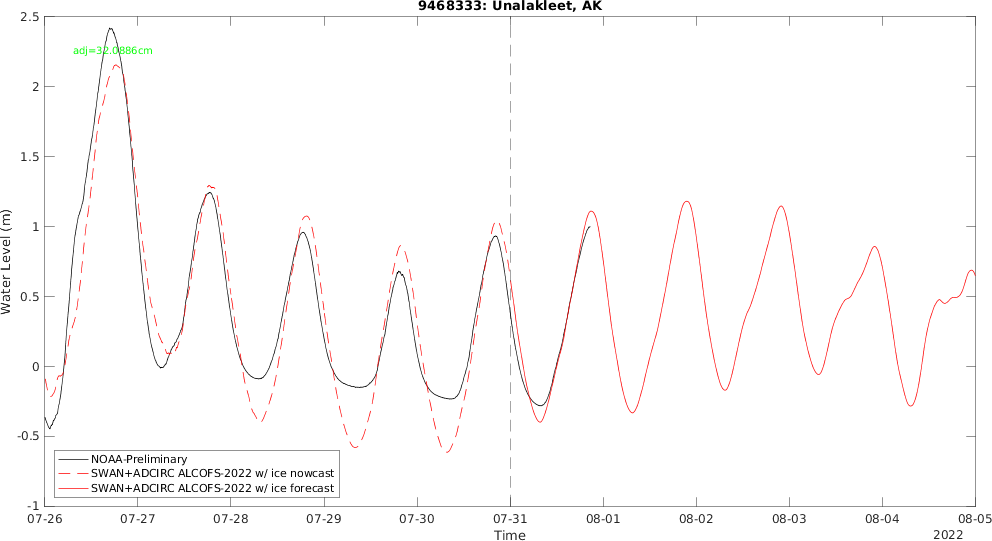 9468333: Unalakleet, AK
2.5
adj=32.0886cm
2
1.5
1
0.5
0
-0.5
-1
Water Level (m)
NOAA-Preliminary
SWAN+ADCIRC ALCOFS-2022 w/ ice nowcast
SWAN+ADCIRC ALCOFS-2022 w/ ice forecast
07-26 07-27 07-28 07-29 07-30 07-31 08-01 08-02 08-03 08-04 08-05
Time
2022